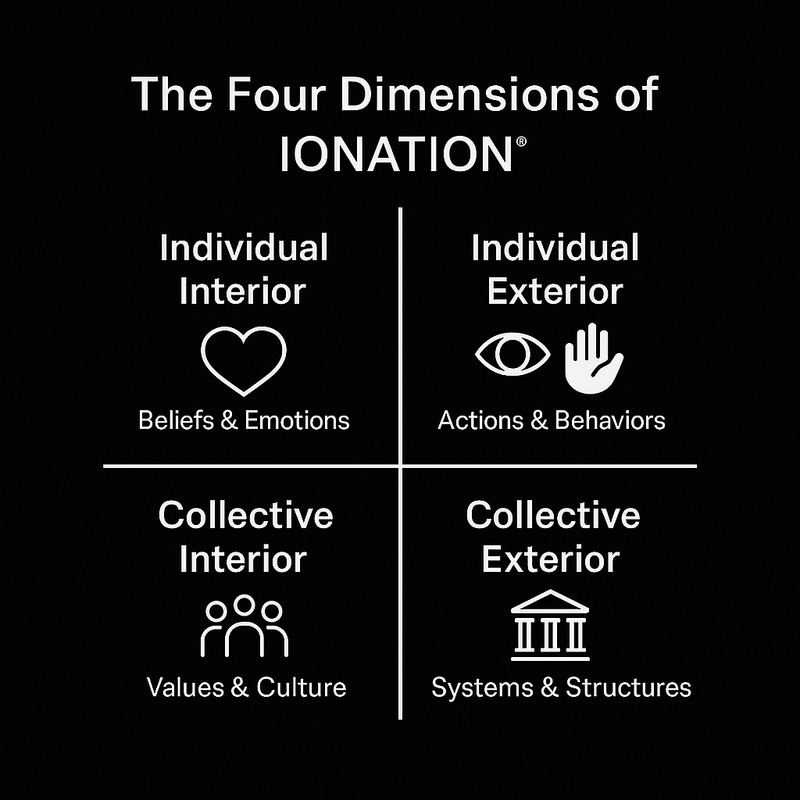 The Four Dimensions of
IONATION®
Individual
Interior
Beliefs & Emotions
Individual
Exterior
Actions & Behaviors
Collective
Interior
Values & Culture
Collective
Exterior
Systems & Structures